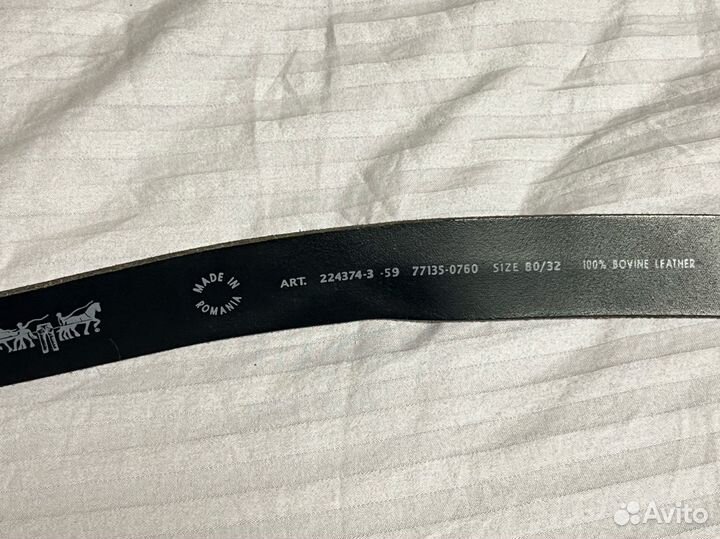 MADE IN
ROMANIA
ART. 224374-3 -59 77135-0760 SIZE 80/32 100% BOVINE LEATHER
Avito